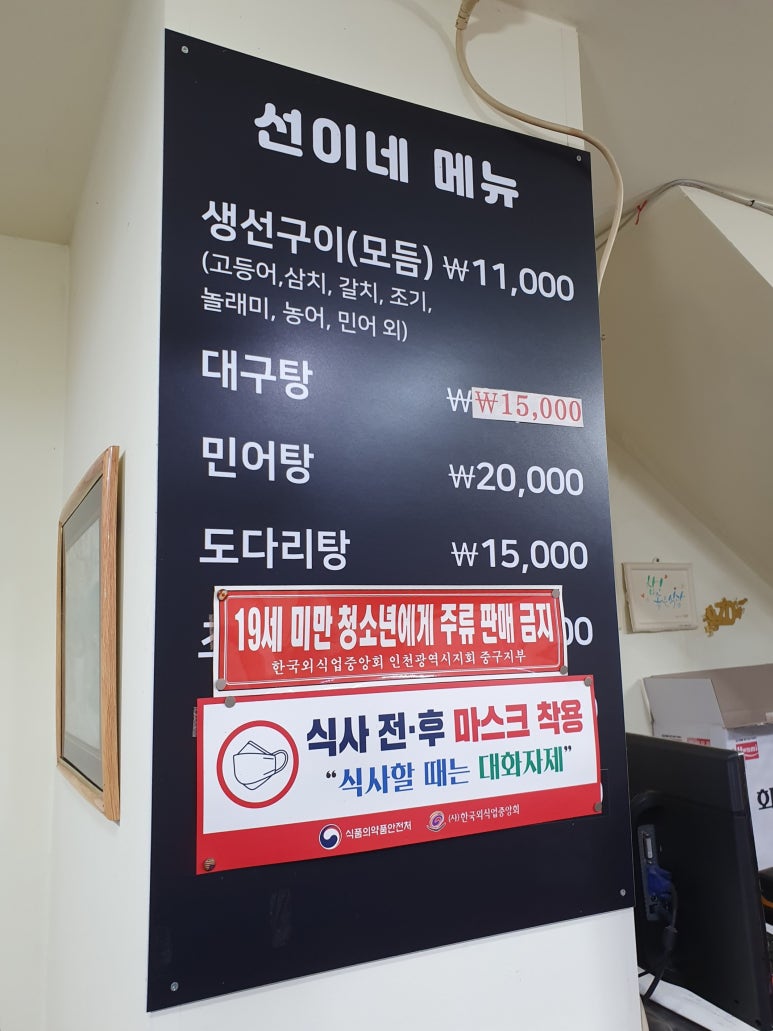 선이네 메뉴
생선구이(모듬) ₩11,000
(고등어,삼치, 갈치, 조기,
놀래미, 농어, 민어 외)
대구탕 ₩₩15,000
민어탕 ₩20,000
도다리탕 ₩15,000
19세 미만 청소년에게 주류 판매 금지
한국외식업중앙회 인천광역시지회 중구지부
식사 전·후 마스크 착용
“식사할 때는 대화자제”
식품의약품안전처 (사)한국외식업중앙회